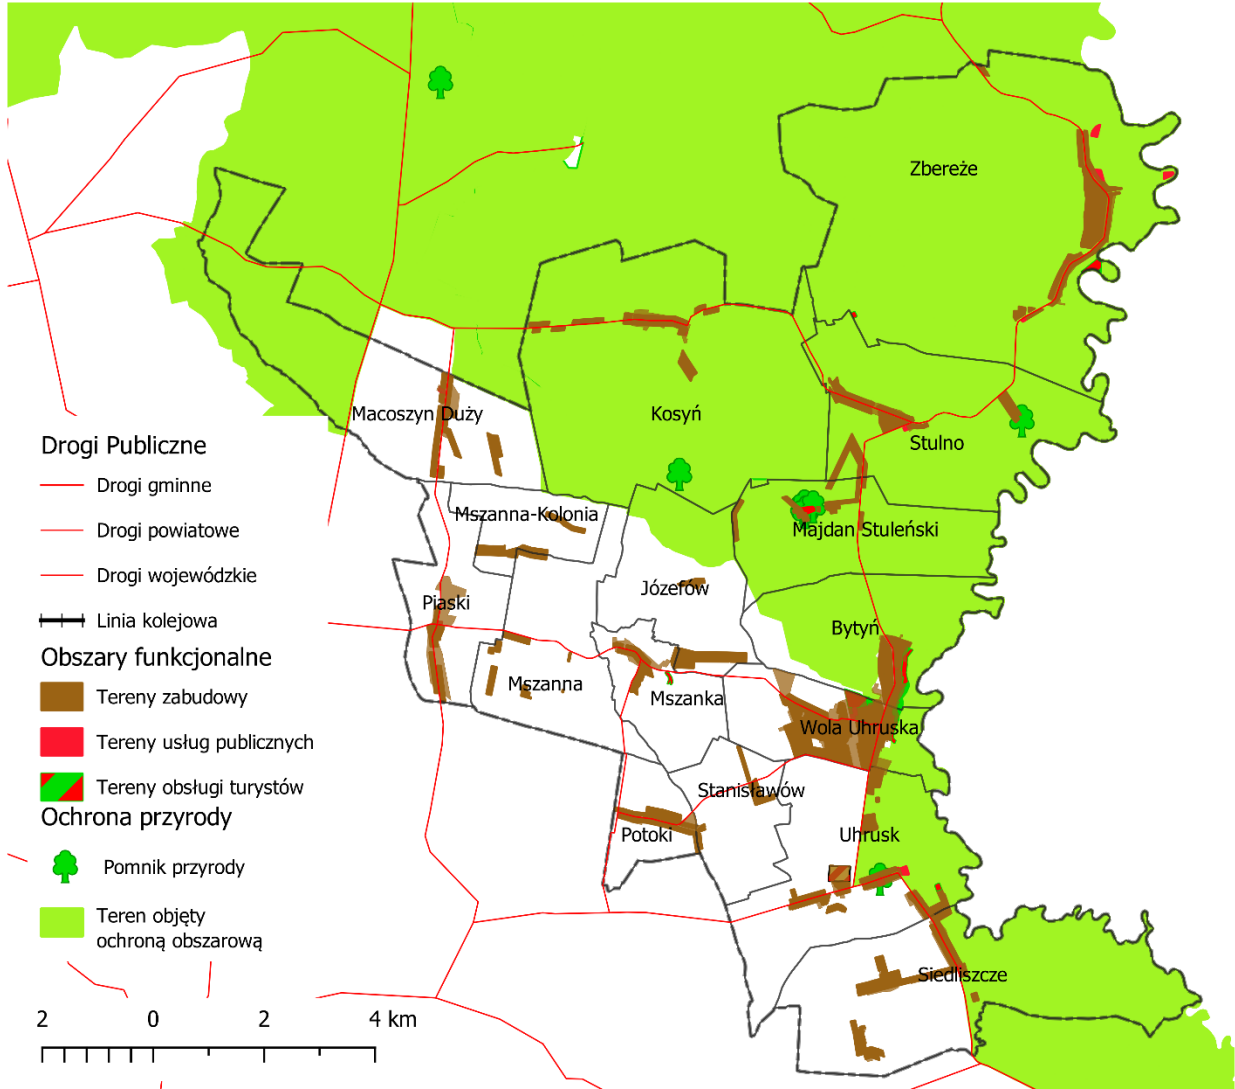 Zbereże
Macoszyn Duży
Kosyń
Stulno
Drogi Publiczne
Drogi gminne
Drogi powiatowe
Drogi wojewódzkie
Linia kolejowa
Obszary funkcjonalne
Tereny zabudowy
Tereny usług publicznych
Tereny obsługi turystów
Ochrona przyrody
Pomnik przyrody
Teren objęty
ochroną obszarową
Mszanna-Kolonia
Majdan Stuleński
Józefów
Piaski
Bytyń
Mszanna
Mszanka
Wola Uhruska
Stanisławów
Potoki
Uhrusk
Siedliszcze
2 0 2 4 km